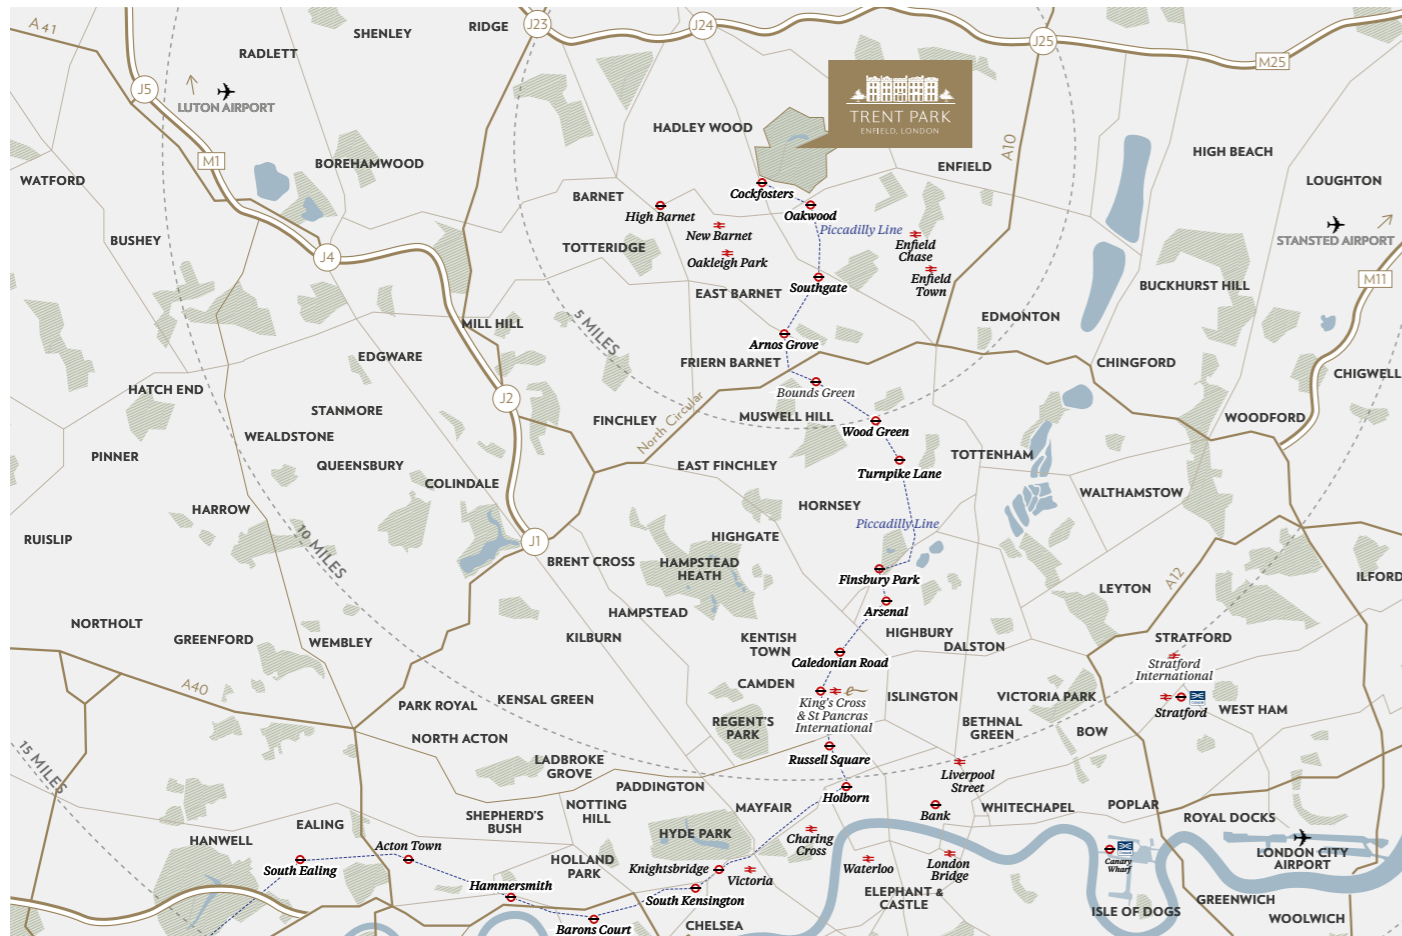 A41
SHENLEY
RIDGE
J23
J24
J25
M25
RADLETT
J5
LUTON AIRPORT
TRENT PARK
ENFIELD, LONDON
HADLEY WOOD
A10
M1
BOREHAMWOOD
ENFIELD
HIGH BEACH
WATFORD
LOUGHTON
Cockfosters
BARNET
High Barnet
Oakwood
New Barnet
Piccadilly Line
BUSHEY
STANSTED AIRPORT
TOTTERIDGE
Oakleigh Park
Enfield
Chase
J4
M11
Enfield
Town
Southgate
EAST BARNET
BUCKHURST HILL
MILL HILL
5 MILES
EDMONTON
Arnos Grove
EDGWARE
FRIERN BARNET
CHINGFORD
CHIGWELL
HATCH END
J2
Bounds Green
STANMORE
FINCHLEY
North Circular
MUSWELL HILL
Wood Green
WOODFORD
WEALDSTONE
PINNER
QUEENSBURY
EAST FINCHLEY
Turnpike Lane
TOTTENHAM
COLINDALE
WALTHAMSTOW
HARROW
HORNSEY
Piccadilly Line
RUISLIP
10 MILES
J1
HIGHGATE
BRENT CROSS
HAMPSTEAD
HEATH
Finsbury Park
A12
ILFORD
LEYTON
HAMPSTEAD
Arsenal
NORTHOLT
GREENFORD
WEMBLEY
KILBURN
KENTISH
TOWN
HIGHBURY
DALSTON
STRATFORD
Caledonian Road
Stratford
International
A40
CAMDEN
KENSAL GREEN
PARK ROYAL
King's Cross
& St Pancras
International
ISLINGTON
VICTORIA PARK
Stratford
WEST HAM
REGENT'S
PARK
BETHNAL
GREEN
BOW
NORTH ACTON
15 MILES
LADBROKE
GROVE
Russell Square
Liverpool
Street
PADDINGTON
Holborn
NOTTING
HILL
MAYFAIR
WHITECHAPEL
POPLAR
SHEPHERD'S
BUSH
Bank
ROYAL DOCKS
EALING
HANWELL
HYDE PARK
Charing
Cross
Acton Town
South Ealing
HOLLAND
PARK
Knightsbridge
Victoria
Waterloo
London
Bridge
Canary
Wharf
LONDON CITY
AIRPORT
Hammersmith
South Kensington
ELEPHANT &
CASTLE
ISLE OF DOGS
GREENWICH
Barons Court
CHELSEA
WOOLWICH